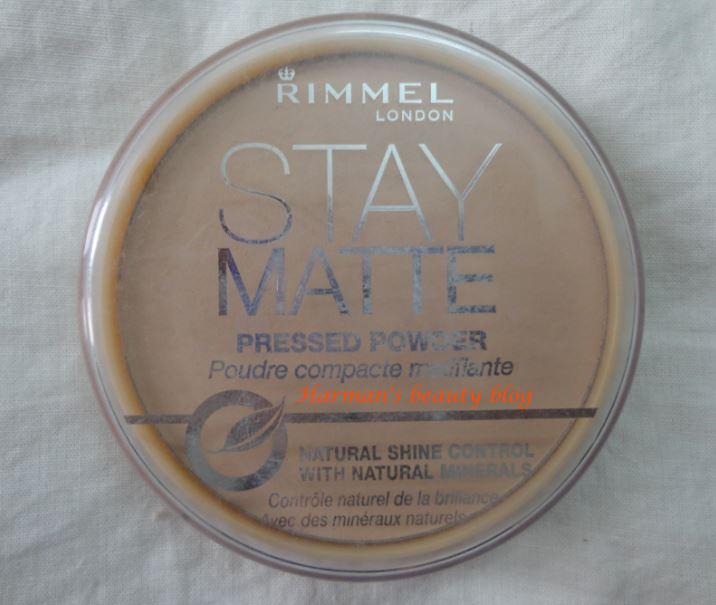 RIMMEL
LONDON
STAY
MATTE
PRESSED POWDER
Poudre compacte matifiante
Harman's beauty blog
NATURAL SHINE CONTROL
WITH NATURAL MINERALS
Contrôle naturel de la brillance
Avec des minéraux naturels